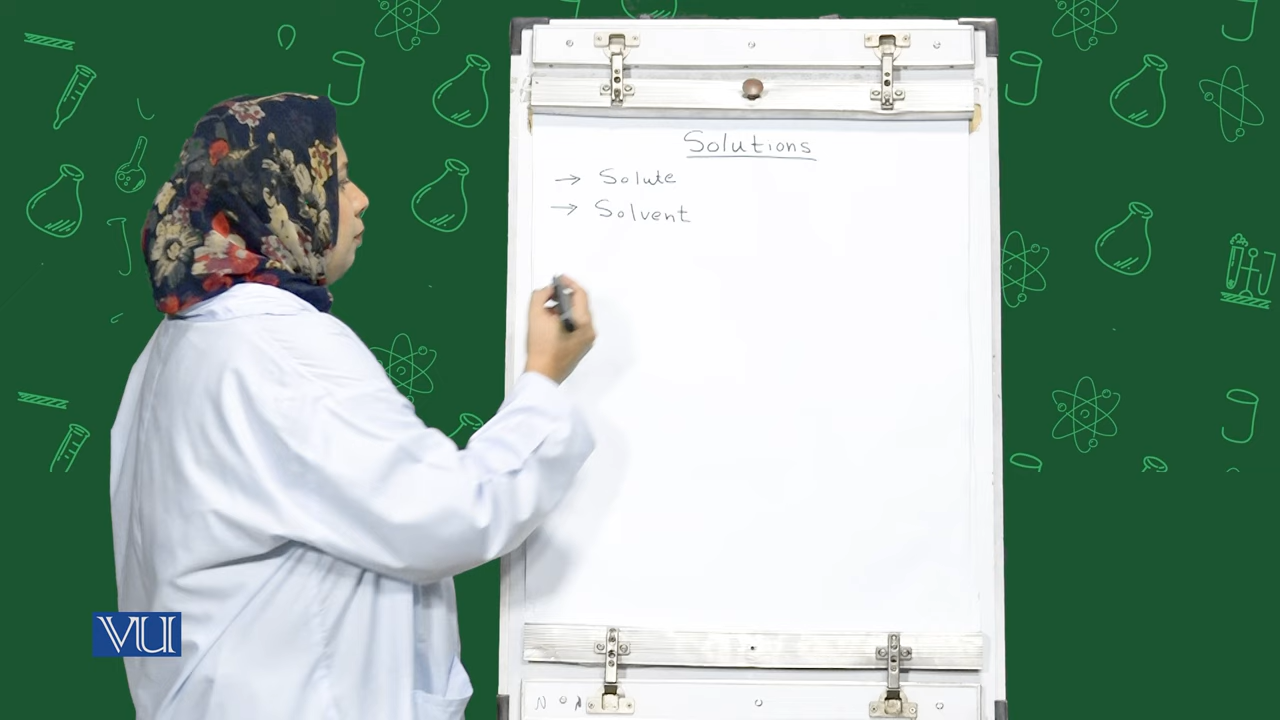 Solutions
→ Solute
→ Solvent
VU